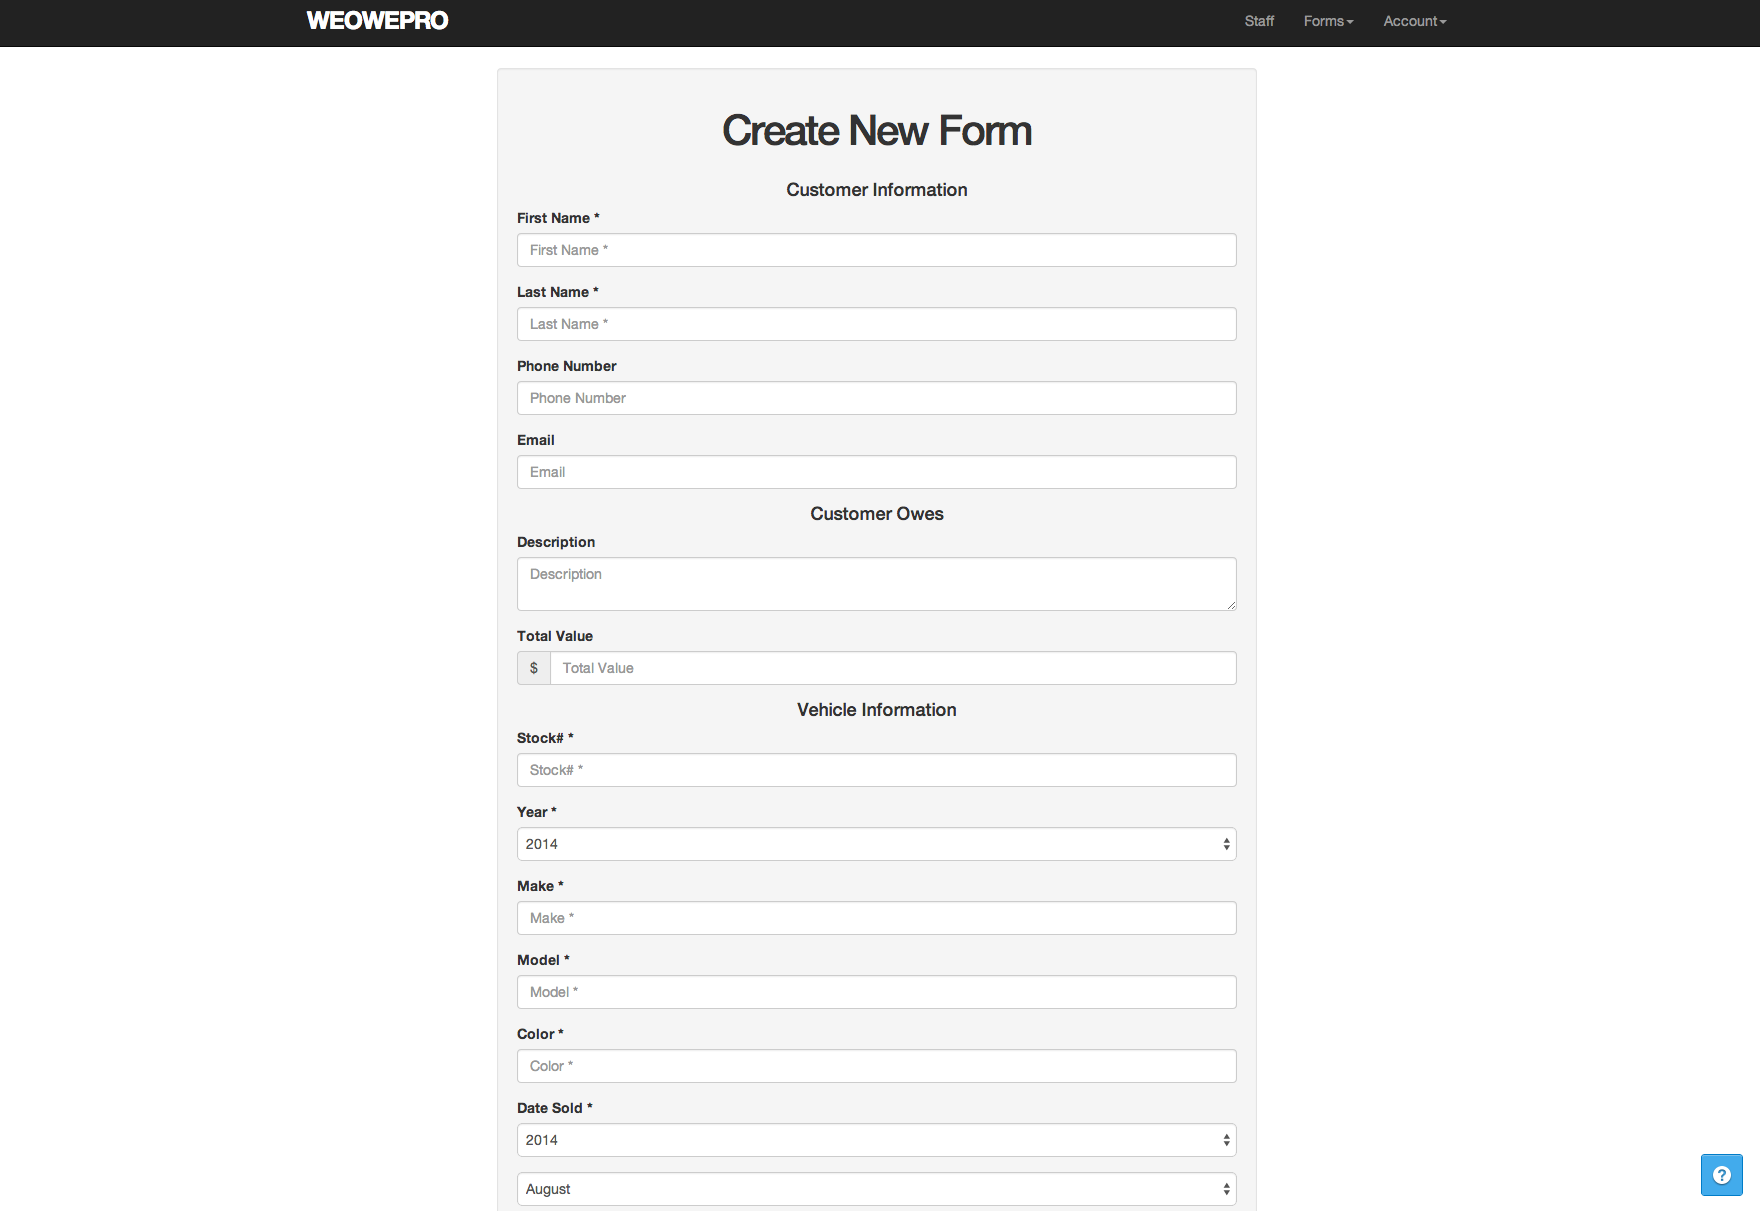 WEOWEPRO
Staff Forms Account
Create New Form
Customer Information
First Name *
First Name *
Last Name *
Last Name *
Phone Number
Phone Number
Email
Email
Customer Owes
Description
Description
Total Value
$ Total Value
Vehicle Information
Stock# *
Stock# *
Year *
2014
Make *
Make *
Model *
Model *
Color *
Color *
Date Sold *
2014
August
?